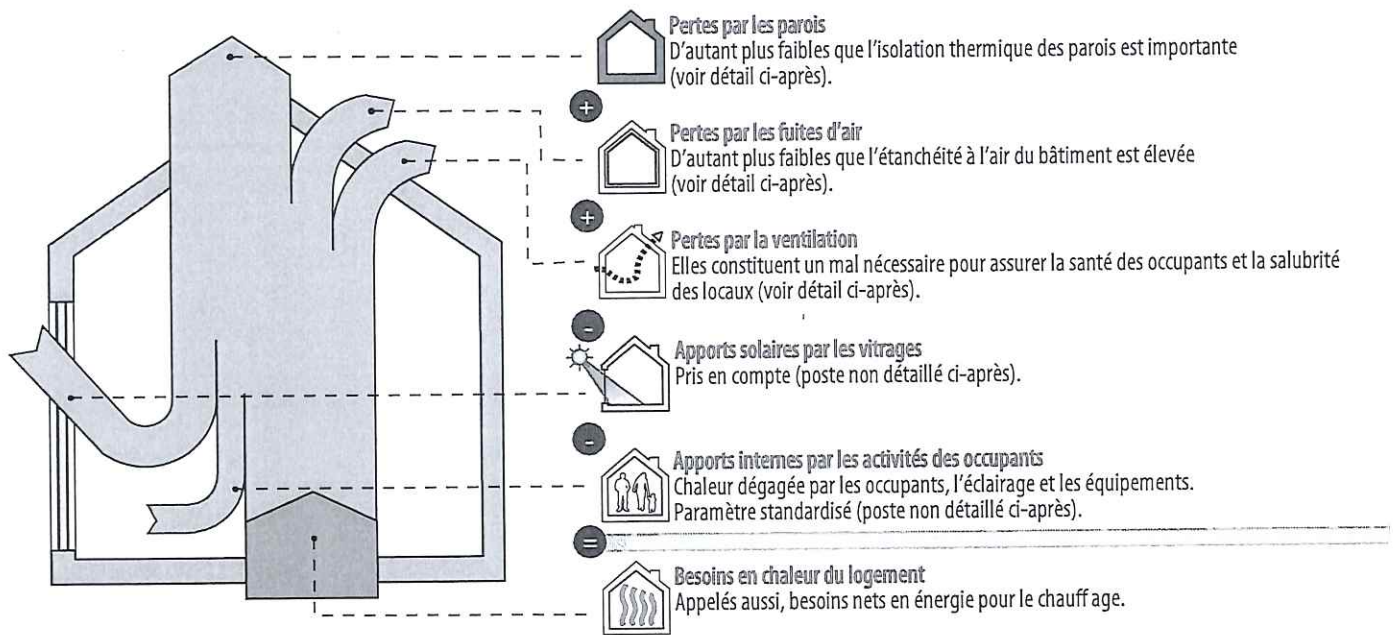 Pertes par les parois
D'autant plus faibles que l'isolation thermique des parois est importante
(voir détail ci-après).
+
Pertes par les fuites d'air
D'autant plus faibles que l'étanchéité à l'air du bâtiment est élevée
(voir détail ci-après).
+
Pertes par la ventilation
Elles constituent un mal nécessaire pour assurer la santé des occupants et la salubrité
des locaux (voir détail ci-après).
-
Apports solaires par les vitrages
Pris en compte (poste non détaillé ci-après).
-
Apports internes par les activités des occupants
Chaleur dégagée par les occupants, l'éclairage et les équipements.
Paramètre standardisé (poste non détaillé ci-après).
=
Besoins en chaleur du logement
Appelés aussi, besoins nets en énergie pour le chauff age.